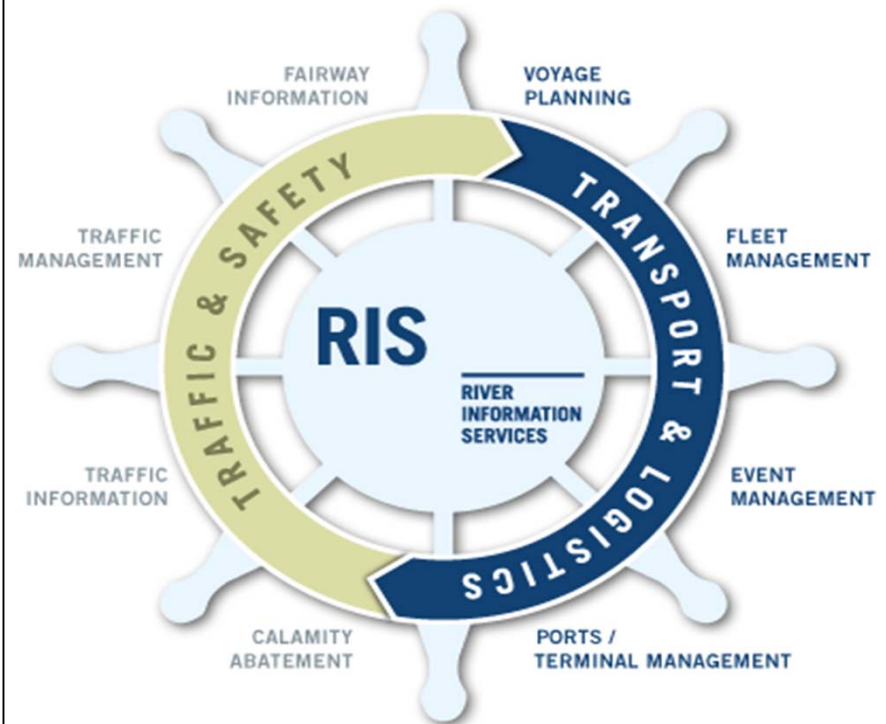 FAIRWAY
INFORMATION
VOYAGE
PLANNING
TRAFFIC & SAFETY
TRANSPORT & LOGISTICS
TRAFFIC
MANAGEMENT
FLEET
MANAGEMENT
RIS
RIVER
INFORMATION
SERVICES
TRAFFIC
INFORMATION
EVENT
MANAGEMENT
CALAMITY
ABATEMENT
PORTS /
TERMINAL MANAGEMENT